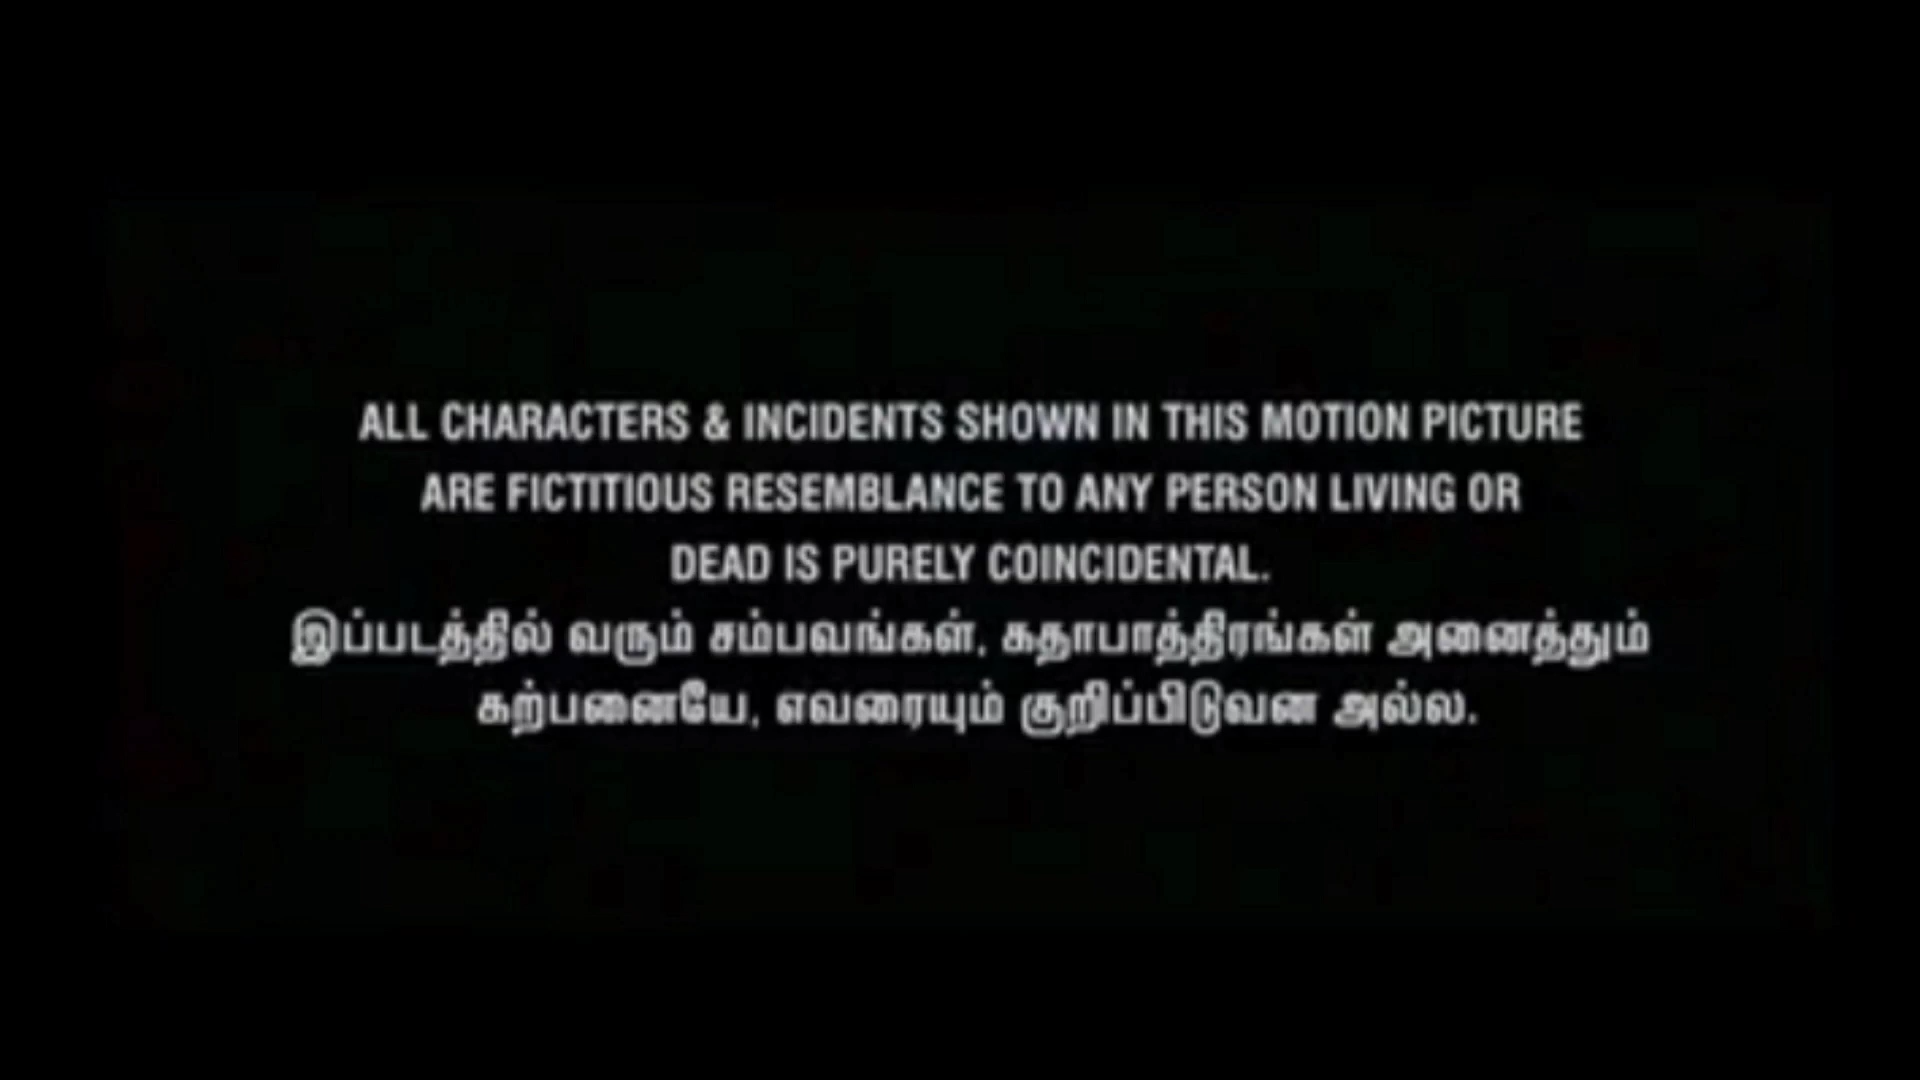 ALL CHARACTERS & INCIDENTS SHOWN IN THIS MOTION PICTURE
ARE FICTITIOUS RESEMBLANCE TO ANY PERSON LIVING OR
DEAD IS PURELY COINCIDENTAL.
இப்படத்தில் வரும் சம்பவங்கள், கதாபாத்திரங்கள் அனைத்தும்
கற்பனையே, எவரையும் குறிப்பிடுவன அல்ல.